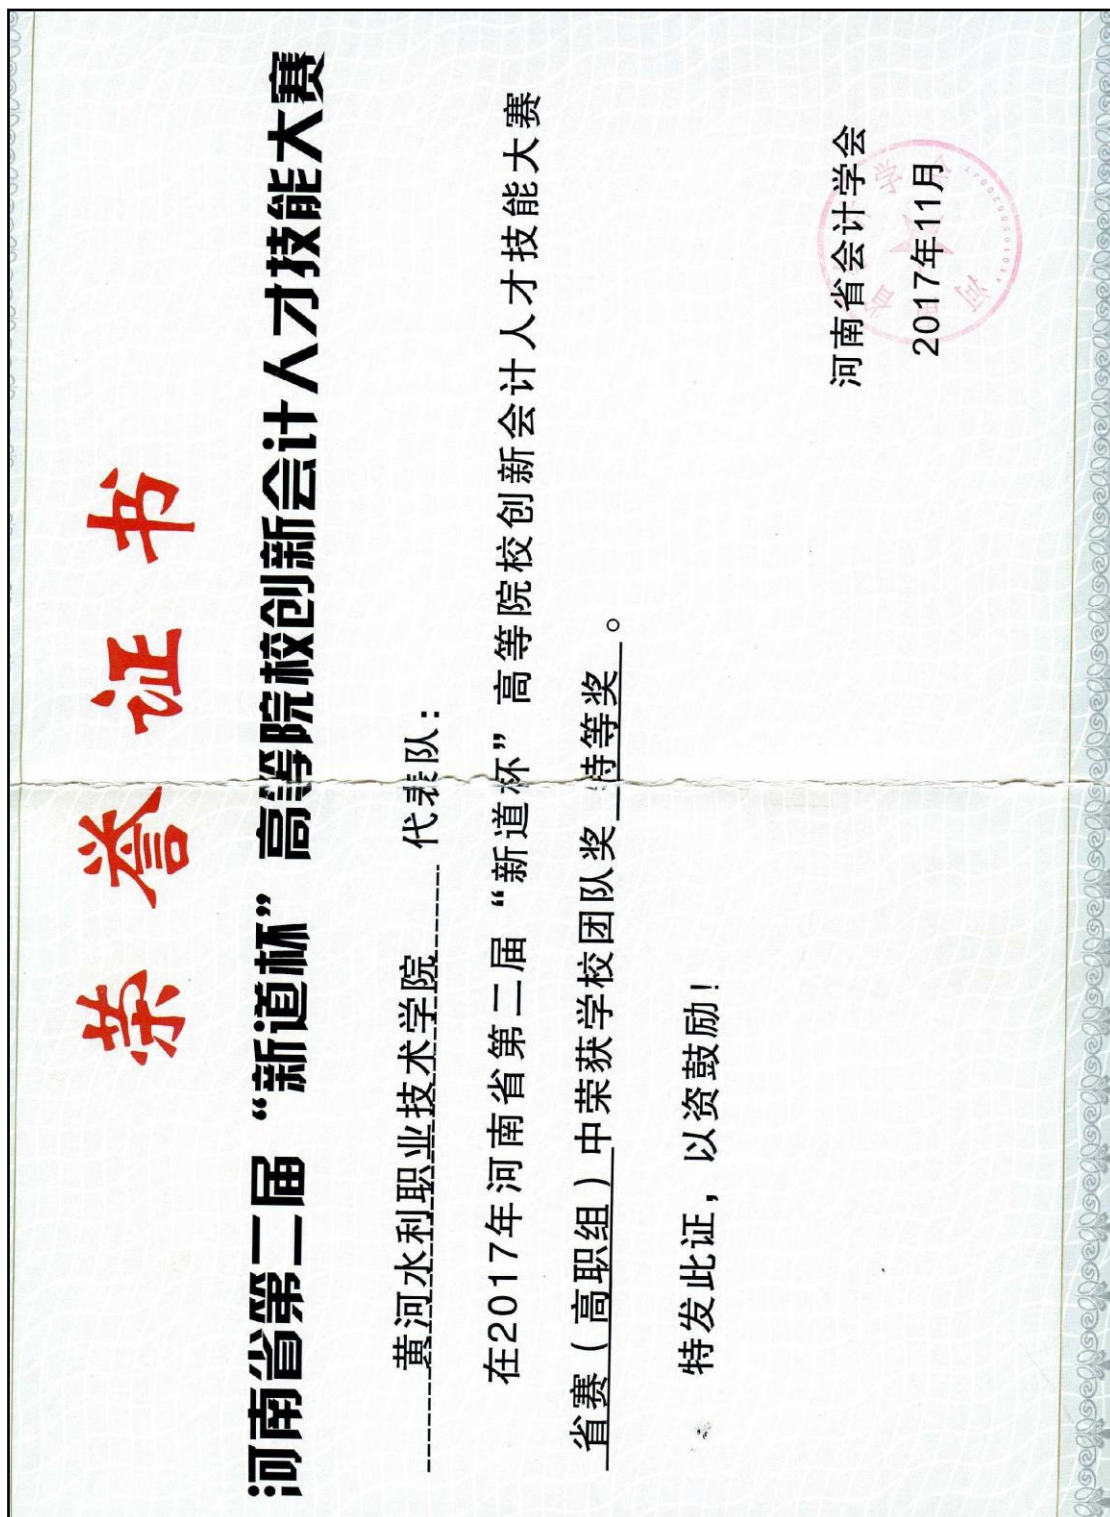 荣誉证书
河南省第二届“新道杯”高等院校创新会计人才技能大赛
黄河水利职业技术学院 代表队:
在2017年河南省第二届“新道杯”高等院校创新会计人才技能大赛
省赛(高职组)中荣获学校团队奖 特等奖 。
特发此证,以资鼓励!
河南省会计学会
2017年11月